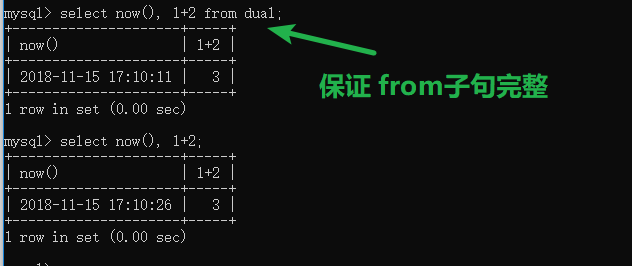 mysql> select now(), 1+2 from dual;
+---------------------+-----+
| now()               | 1+2 |
+---------------------+-----+
| 2018-11-15 17:10:11 |   3 |
+---------------------+-----+
1 row in set (0.00 sec)
保证 from子句完整
mysql> select now(), 1+2;
+---------------------+-----+
| now()               | 1+2 |
+---------------------+-----+
| 2018-11-15 17:10:26 |   3 |
+---------------------+-----+
1 row in set (0.00 sec)